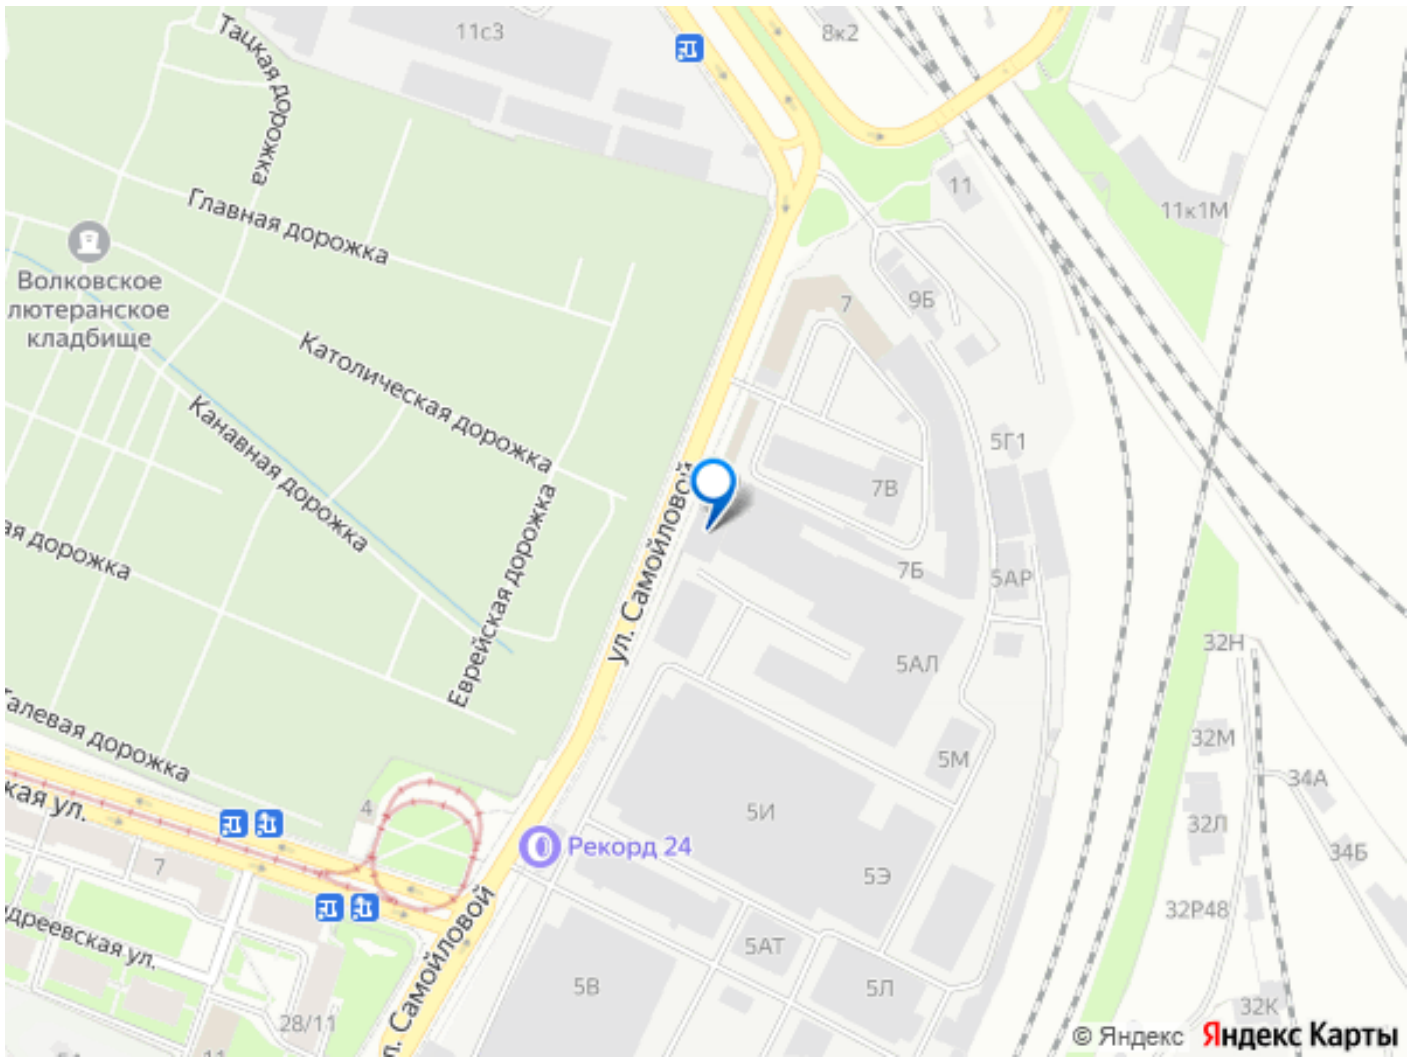 11с3
8к2
Тацкая дорожка
11
11к1М
Главная дорожка
Волковское
лютеранское
кладбище
7
9Б
Католическая дорожка
Канавная дорожка
5Г1
7В
ул. Самойловой
Еврейская дорожка
ая дорожка
7Б
5АР
5АЛ
32Н
алевая дорожка
5М
32М
34А
кая ул.
4
5И
32Л
Рекорд 24
34Б
7
5Э
32Р48
дреевская ул.
л. Самойловой
5АТ
5В
5Л
28/11
32К
11
© Яндекс Яндекс Карты